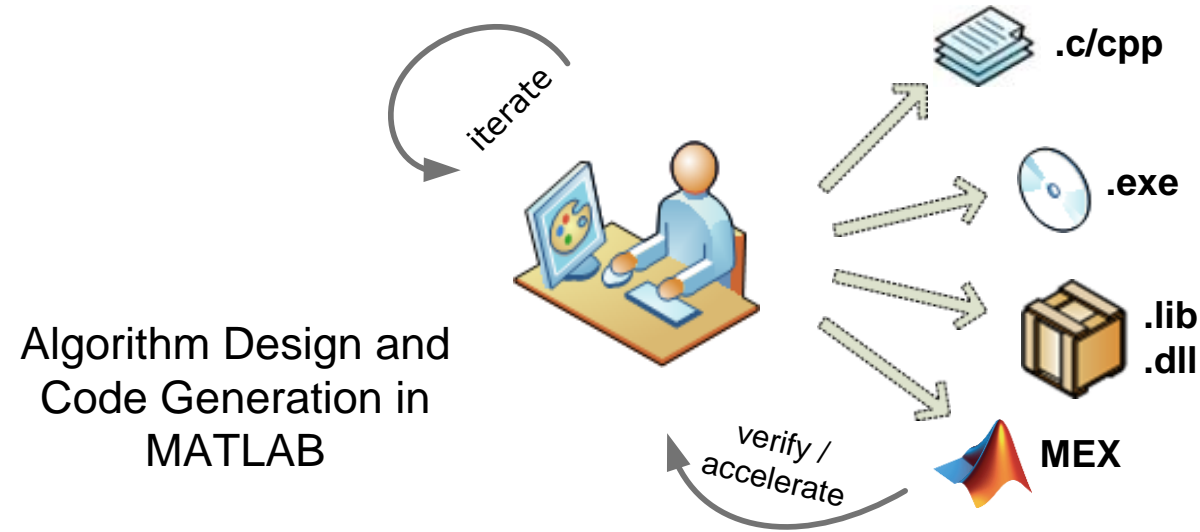 iterate
.c/cpp
.exe
.lib
.dll
MEX
verify /
accelerate
Algorithm Design and
Code Generation in
MATLAB